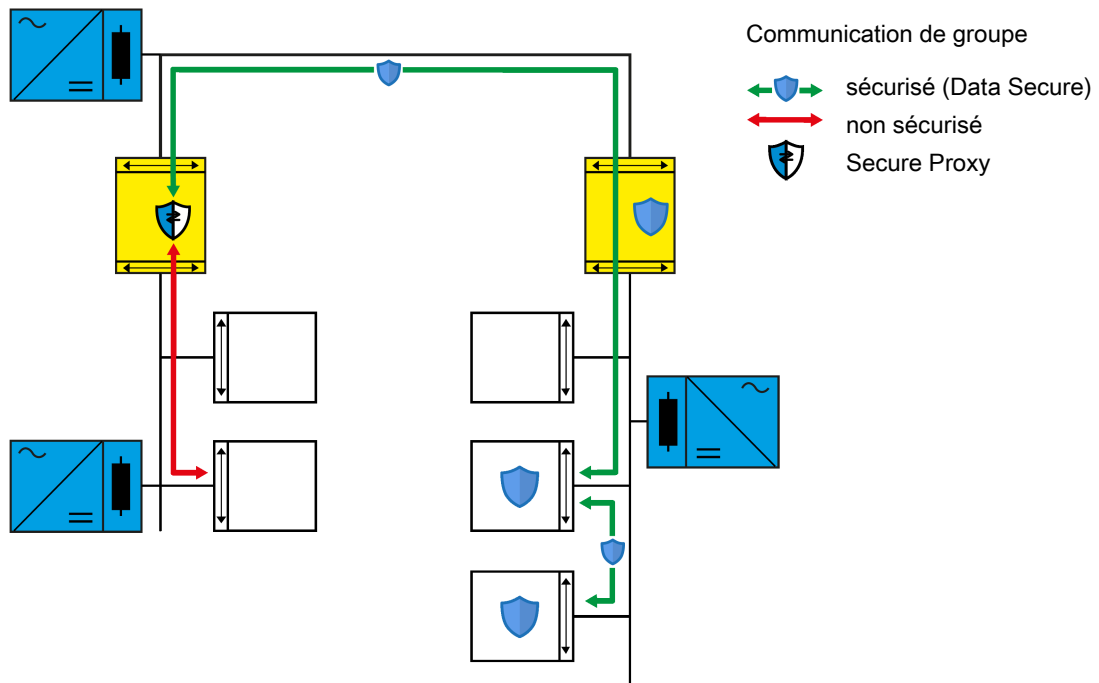 Communication de groupe
sécurisé (Data Secure)
non sécurisé
Secure Proxy